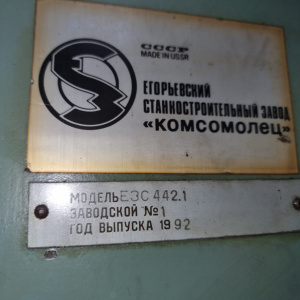 СССР
MADE IN USSR
ЕГОРЬЕВСКИЙ
СТАНКОСТРОИТЕЛЬНЫЙ ЗАВОД
«КОМСОМОЛЕЦ»
МОДЕЛЬ ЕЗС 442.1
ЗАВОДСКОЙ №1
ГОД ВЫПУСКА 1992